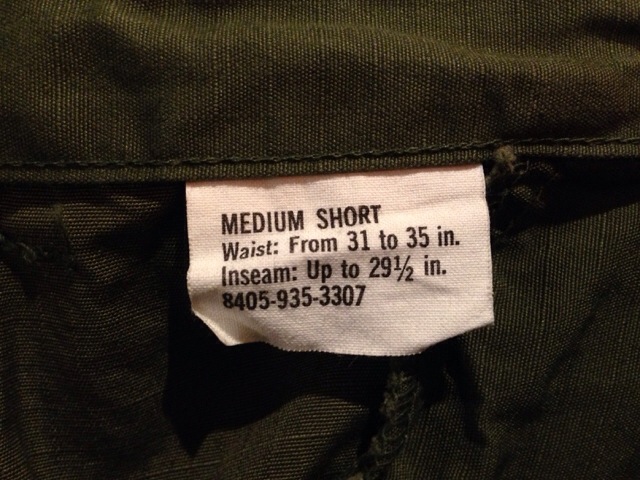 MEDIUM SHORT
Waist: From 31 to 35 in.
Inseam: Up to 29½ in.
8405-935-3307